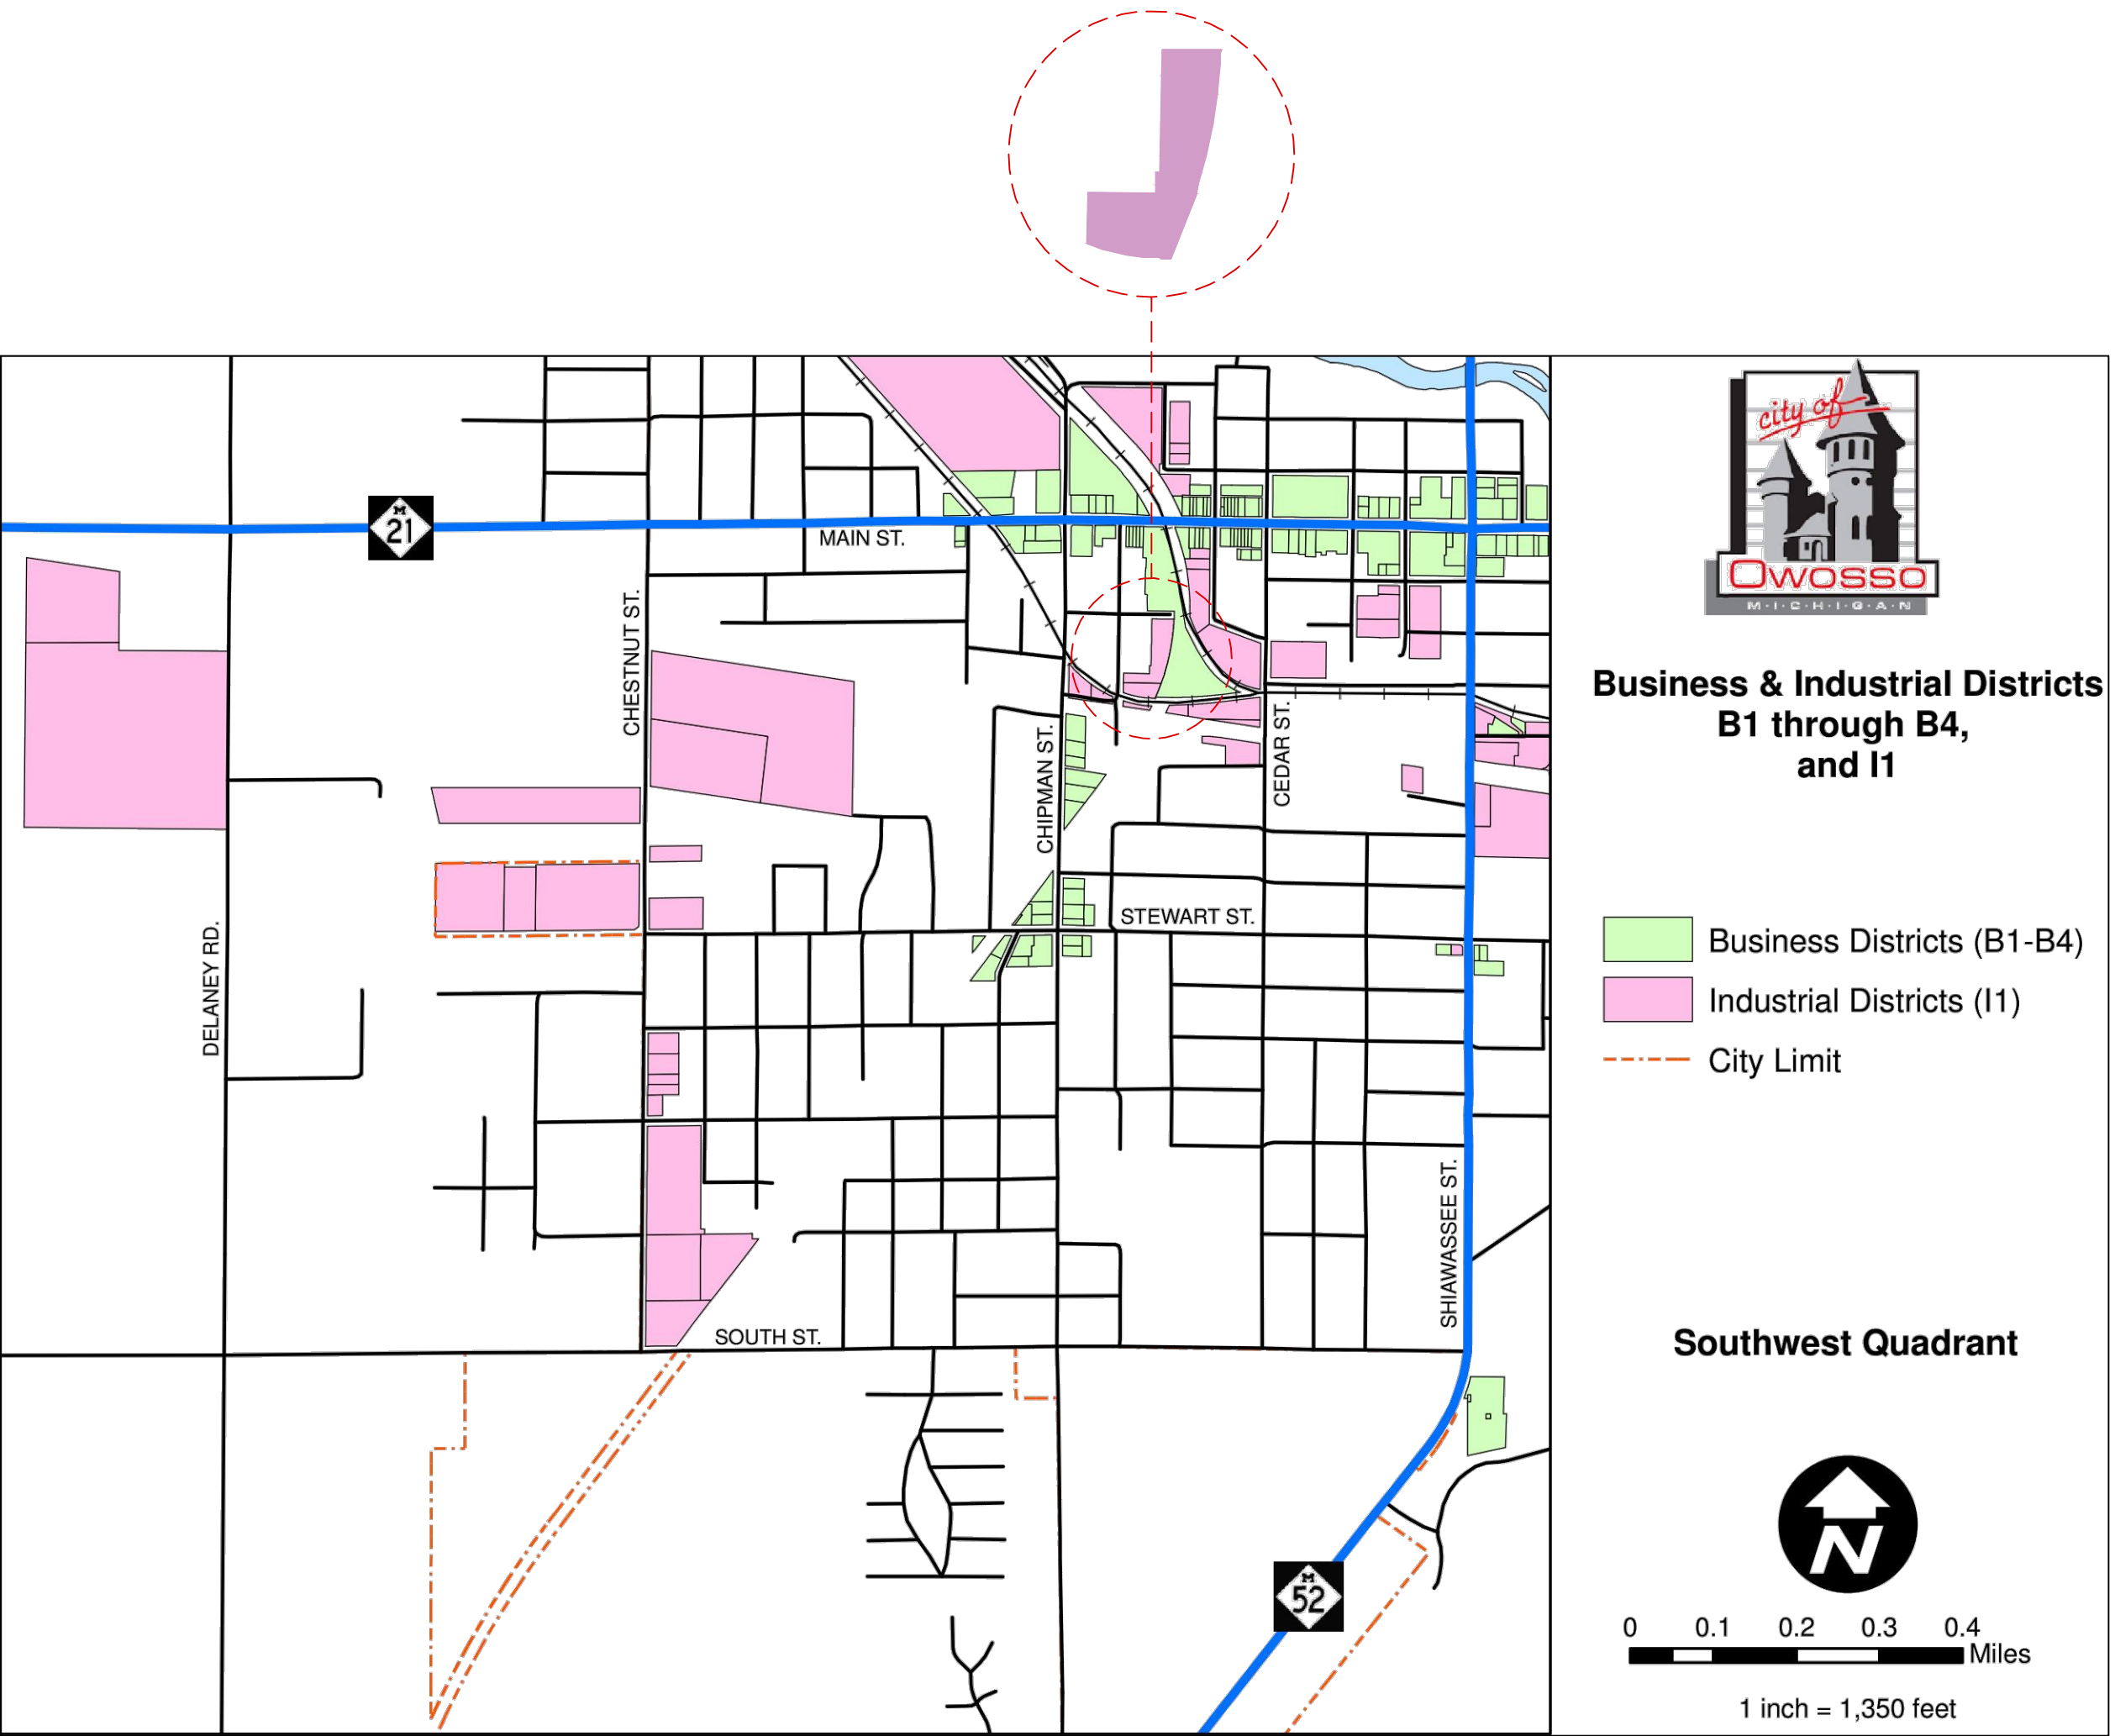 M
21
MAIN ST.
CHESTNUT ST.
CHIPMAN ST.
CEDAR ST.
DELANEY RD.
STEWART ST.
SHIAWASSEE ST.
SOUTH ST.
M
52
city of
OWOSSO
M·I·C·H·I·G·A·N
Business & Industrial Districts
B1 through B4,
and I1
Business Districts (B1-B4)
Industrial Districts (I1)
City Limit
Southwest Quadrant
N
0 0.1 0.2 0.3 0.4
Miles
1 inch = 1,350 feet